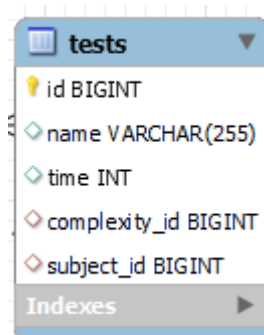 tests
id BIGINT
name VARCHAR(255)
time INT
complexity_id BIGINT
subject_id BIGINT
Indexes